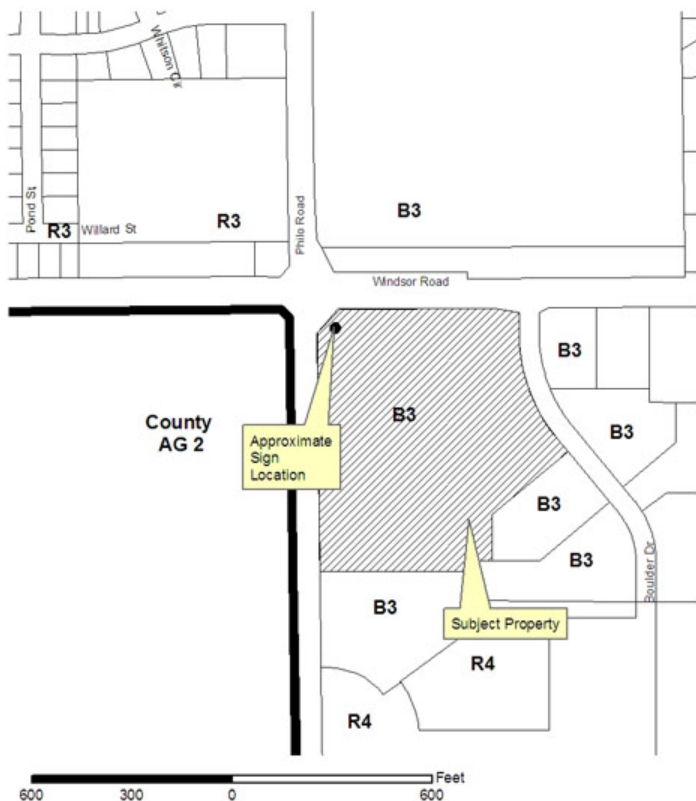 Whitson Cir
Pond St
R3
Willard St
R3
Philo Road
B3
Windsor Road
County
AG 2
B3
B3
B3
Approximate
Sign
Location
B3
B3
Boulder Dr
B3
Subject Property
R4
R4
600
300
0
600
Feet